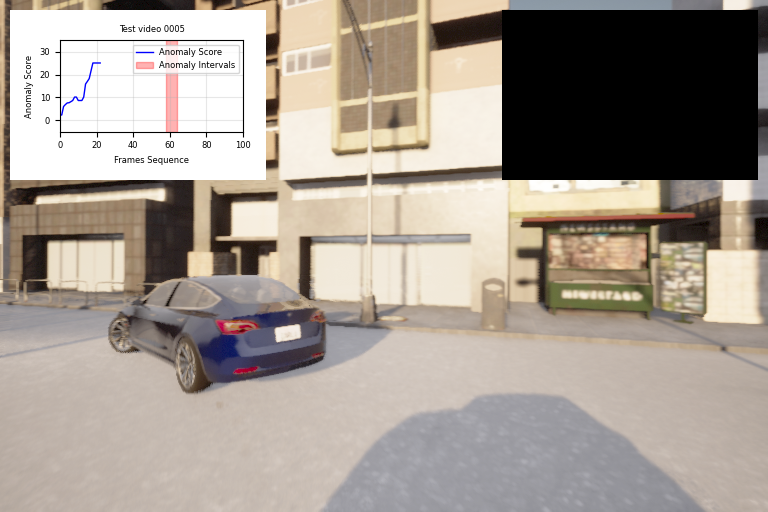 Test video 0005
Anomaly Score
Anomaly Intervals
30
20
10
0
Anomaly Score
0 20 40 60 80 100
Frames Sequence
NEWSSTAND